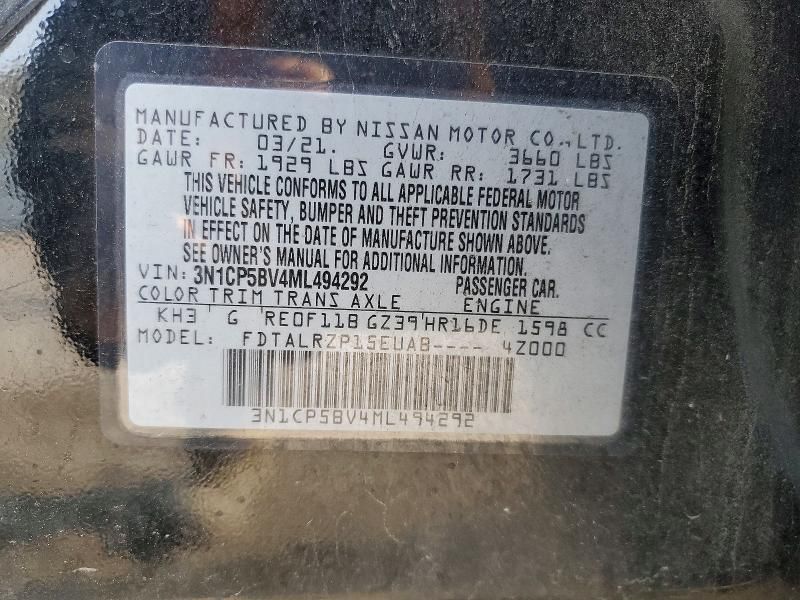 MANUFACTURED BY NISSAN MOTOR CO., LTD.
DATE: 03/21. GVWR: 3660 LBS
GAWR FR: 1929 LBS GAWR RR: 1731 LBS
THIS VEHICLE CONFORMS TO ALL APPLICABLE FEDERAL MOTOR
VEHICLE SAFETY, BUMPER AND THEFT PREVENTION STANDARDS
IN EFFECT ON THE DATE OF MANUFACTURE SHOWN ABOVE.
SEE OWNER'S MANUAL FOR ADDITIONAL INFORMATION.
VIN: 3N1CP5BV4ML494292 PASSENGER CAR.
COLOR TRIM TRANS AXLE ENGINE
KH3 G RE0F11B GZ39 HR16DE 1598 CC
MODEL: FDTALRZP15EUAB---- 4Z000
3N1CP5BV4ML494292